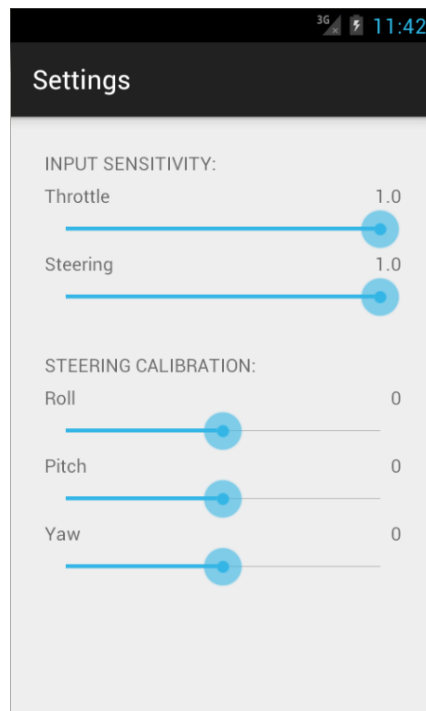 3G 11:42
Settings
INPUT SENSITIVITY:
Throttle 1.0
Steering 1.0
STEERING CALIBRATION:
Roll 0
Pitch 0
Yaw 0